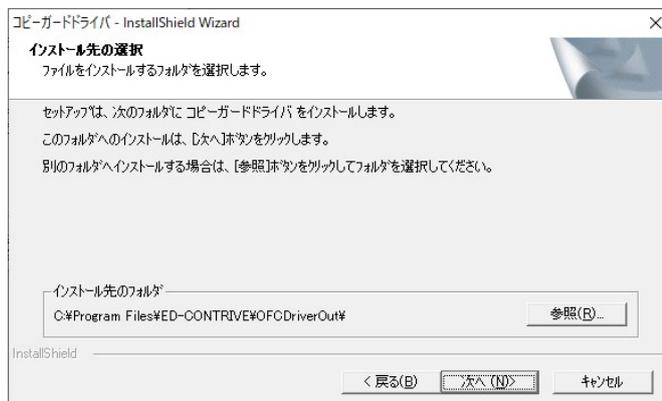 コピーガードドライバ - InstallShield Wizard
インストール先の選択
ファイルをインストールするフォルダを選択します。
セットアップは、次のフォルダに コピーガードドライバ をインストールします。
このフォルダへのインストールは、[次へ]ボタンをクリックします。
別のフォルダへインストールする場合は、[参照]ボタンをクリックしてフォルダを選択してください。
インストール先のフォルダ
C:¥Program Files¥ED-CONTRIVE¥OFCDriverOut¥
参照(R)...
InstallShield
< 戻る(B)
次へ (N)>
キャンセル